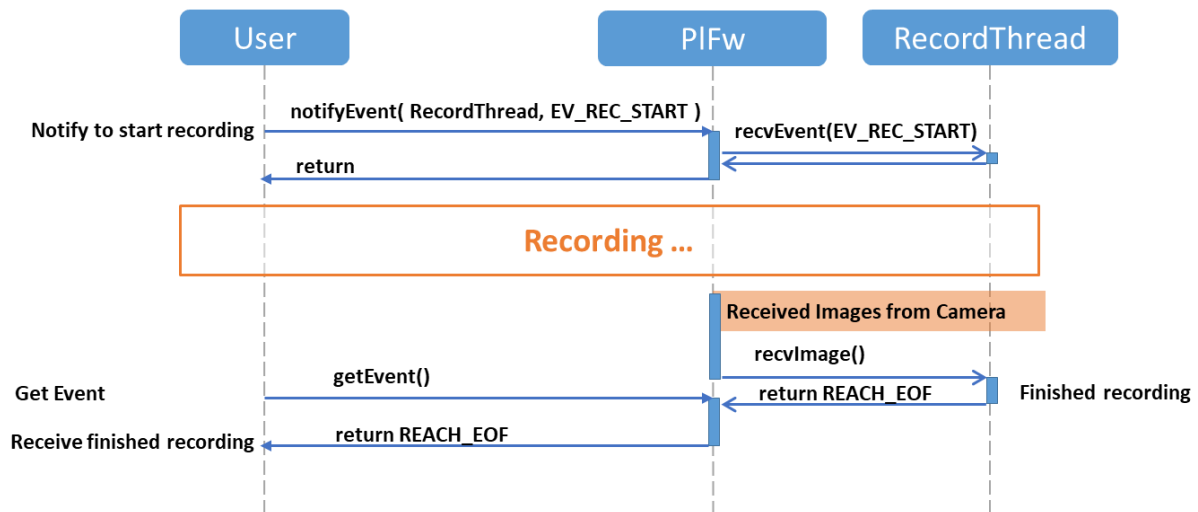 User
PlFw
RecordThread
notifyEvent( RecordThread, EV_REC_START )
Notify to start recording
recvEvent(EV_REC_START)
return
Recording ...
Received Images from Camera
recvImage()
getEvent()
Get Event
return REACH_EOF
Finished recording
return REACH_EOF
Receive finished recording